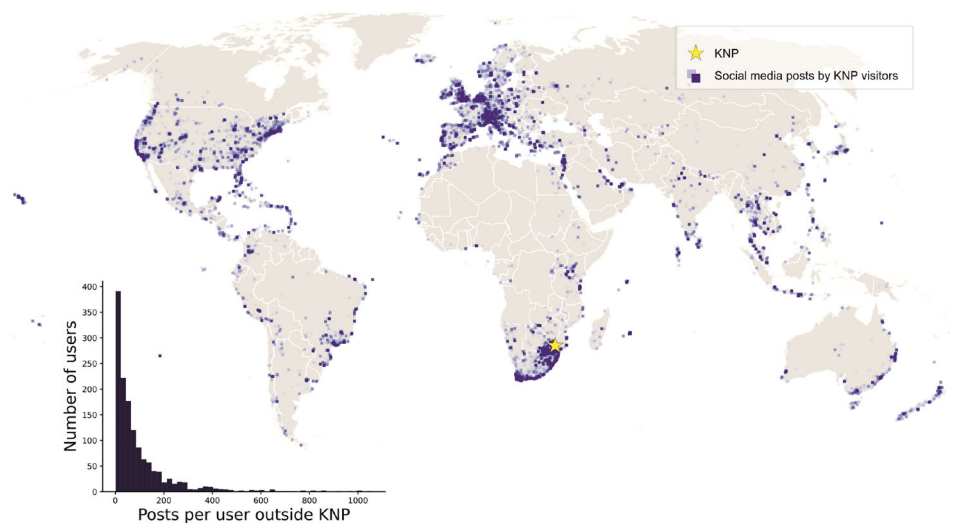 KNP
Social media posts by KNP visitors
400
350
300
250
200
150
100
50
0
Number of users
0 200 400 600 800 1000
Posts per user outside KNP